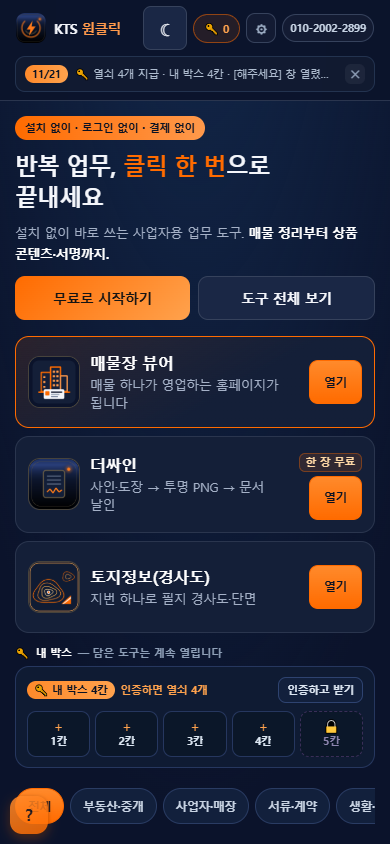 KTS 원클릭
0
010-2002-2899
11/21 열쇠 4개 지급 · 내 박스 4칸 · [해주세요] 창 열렸...
설치 없이 · 로그인 없이 · 결제 없이
반복 업무, 클릭 한 번으로
끝내세요
설치 없이 바로 쓰는 사업자용 업무 도구. 매물 정리부터 상품
콘텐츠·서명까지.
무료로 시작하기
도구 전체 보기
매물장 뷰어
매물 하나가 영업하는 홈페이지가
됩니다
열기
더싸인
사인·도장 → 투명 PNG → 문서
날인
한 장 무료
열기
토지정보(경사도)
지번 하나로 필지 경사도·단면
열기
내 박스 — 담은 도구는 계속 열립니다
내 박스 4칸 인증하면 열쇠 4개
인증하고 받기
+ + + +
1칸 2칸 3칸 4칸 5칸
부동산·중개 사업자·매장 서류·계약 생활·
?